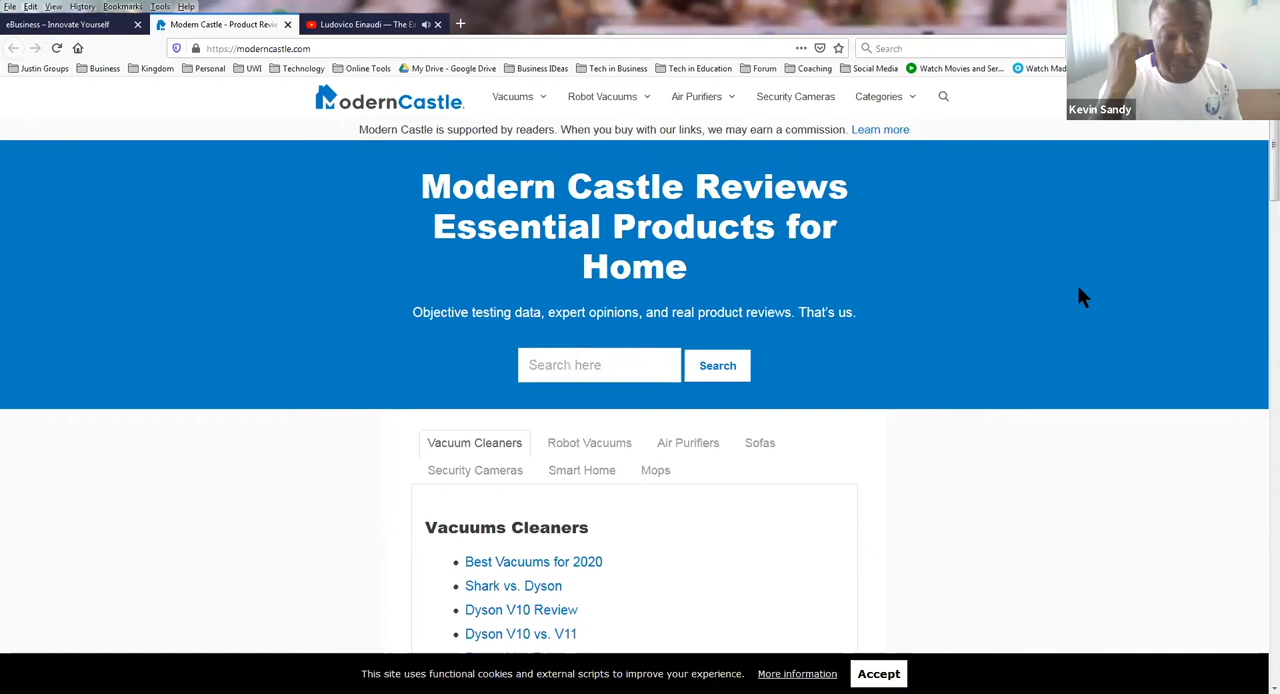 File Edit View History Bookmarks Tools Help
eBusiness – Innovate Yourself
Modern Castle - Product Revie
Ludovico Einaudi — The Ea
https://moderncastle.com
Search
Justin Groups
Business
Kingdom
Personal
UWI
Technology
Online Tools
My Drive - Google Drive
Business IDeas
Tech in Business
Tech in Education
Forum
Coaching
Social Media
Watch Movies and Ser...
Watch Mad
Kevin Sandy
ModernCastle.
Vacuums
Robot Vacuums
Air Purifiers
Security Cameras
Categories
Modern Castle is supported by readers. When you buy with our links, we may earn a commission. Learn more
Modern Castle Reviews
Essential Products for
Home
Objective testing data, expert opinions, and real product reviews. That's us.
Search here
Search
Vacuum Cleaners
Robot Vacuums
Air Purifiers
Sofas
Security Cameras
Smart Home
Mops
Vacuums Cleaners
Best Vacuums for 2020
Shark vs. Dyson
Dyson V10 Review
Dyson V10 vs. V11
This site uses functional cookies and external scripts to improve your experience.
More information
Accept